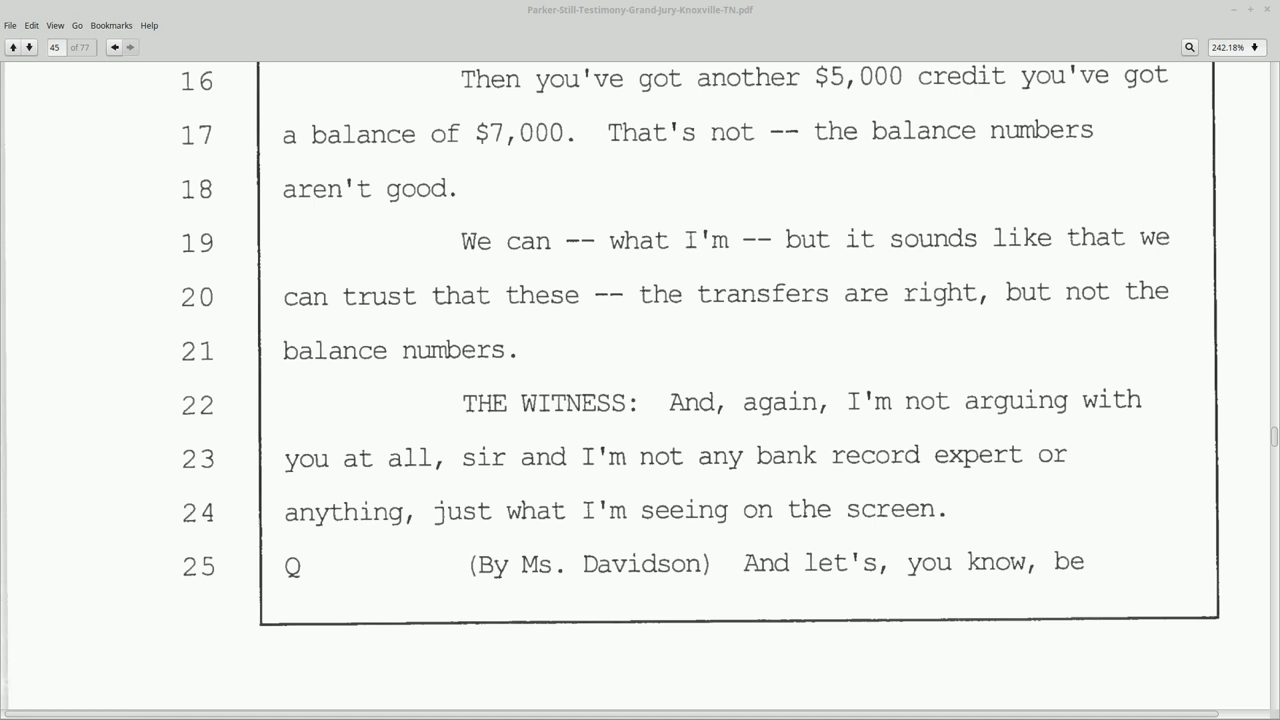 Parker-Still-Testimony-Grand-Jury-Knoxville-TN.pdf
File Edit View Go Bookmarks Help
45 of 77 242.18%
16 Then you've got another $5,000 credit you've got
17 a balance of $7,000. That's not -- the balance numbers
18 aren't good.
19 We can -- what I'm -- but it sounds like that we
20 can trust that these -- the transfers are right, but not the
21 balance numbers.
22 THE WITNESS: And, again, I'm not arguing with
23 you at all, sir and I'm not any bank record expert or
24 anything, just what I'm seeing on the screen.
25 Q (By Ms. Davidson) And let's, you know, be